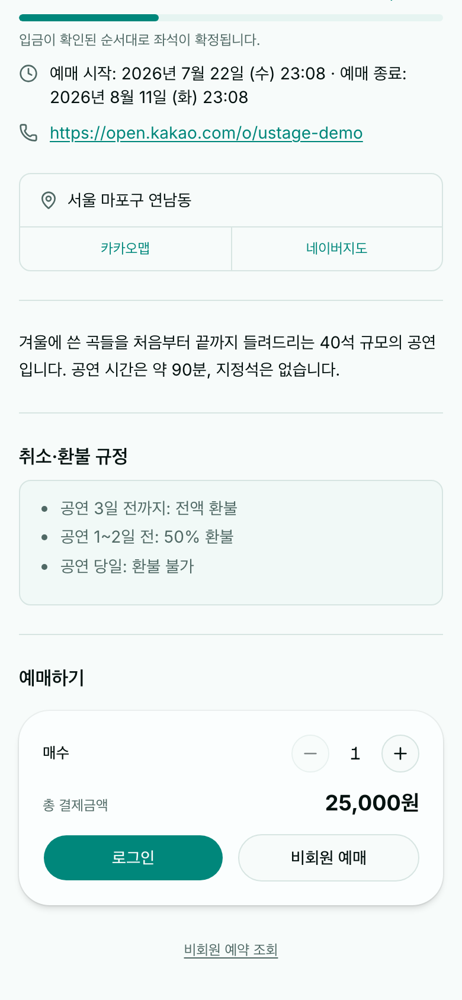 입금이 확인된 순서대로 좌석이 확정됩니다.
예매 시작: 2026년 7월 22일 (수) 23:08 · 예매 종료:
2026년 8월 11일 (화) 23:08
https://open.kakao.com/o/ustage-demo
서울 마포구 연남동
카카오맵
네이버지도
겨울에 쓴 곡들을 처음부터 끝까지 들려드리는 40석 규모의 공연
입니다. 공연 시간은 약 90분, 지정석은 없습니다.
취소·환불 규정
공연 3일 전까지: 전액 환불
공연 1~2일 전: 50% 환불
공연 당일: 환불 불가
예매하기
매수
1
총 결제금액
25,000원
로그인
비회원 예매
비회원 예약 조회